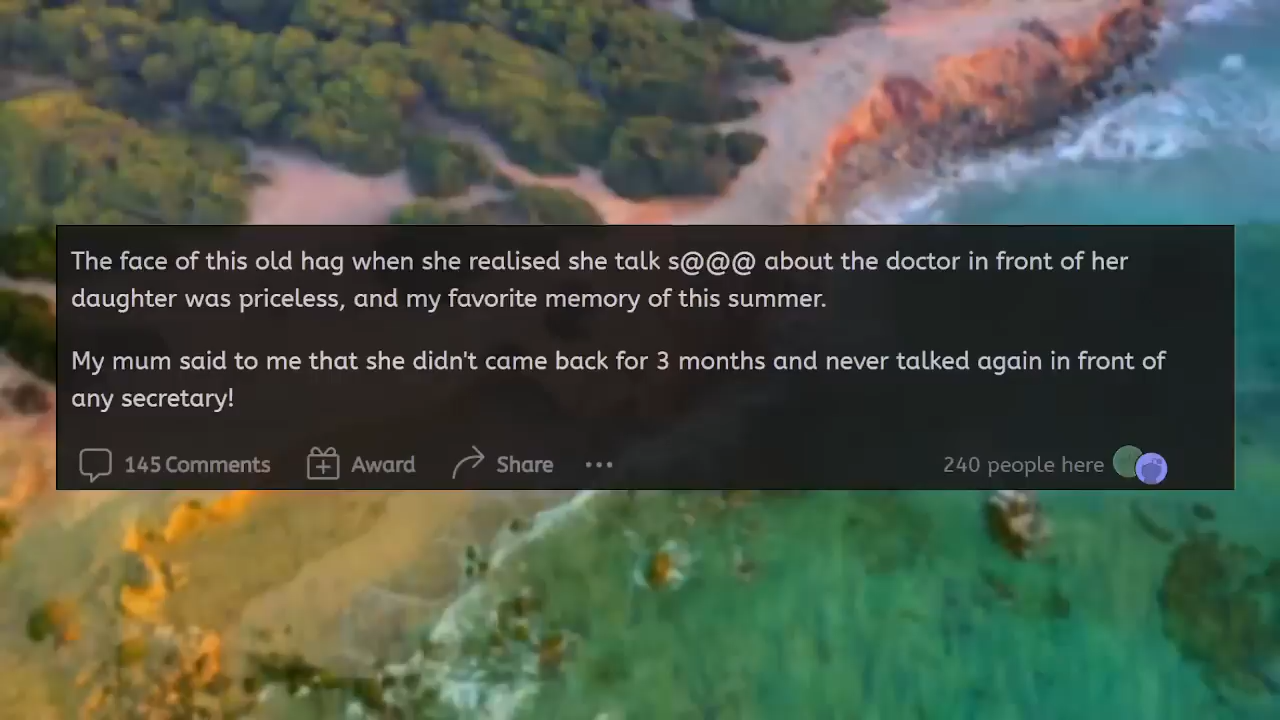 The face of this old hag when she realised she talk s@@@ about the doctor in front of her
daughter was priceless, and my favorite memory of this summer.
My mum said to me that she didn't came back for 3 months and never talked again in front of
any secretary!
145 Comments Award Share ••• 240 people here